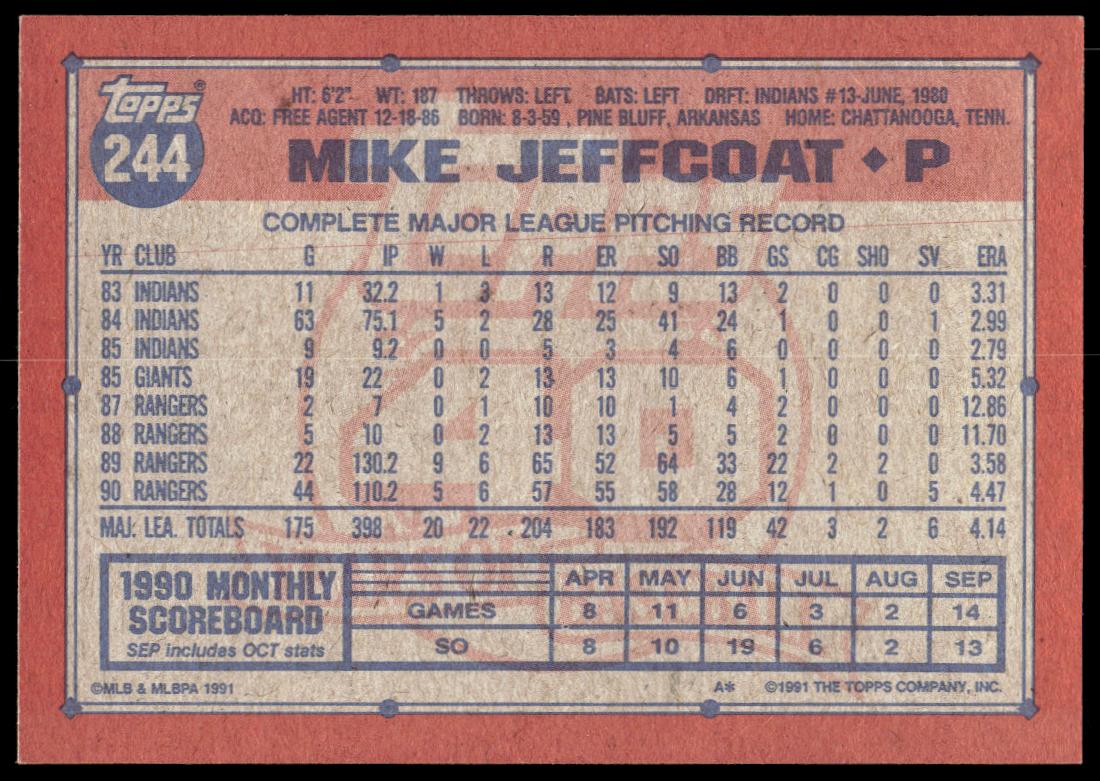 topps®
244
HT: 6'2" WT: 187 THROWS: LEFT BATS: LEFT DRFT: INDIANS #13-JUNE, 1980
ACQ: FREE AGENT 12-18-86 BORN: 8-3-59, PINE BLUFF, ARKANSAS HOME: CHATTANOOGA, TENN.
MIKE JEFFCOAT ◆ P
COMPLETE MAJOR LEAGUE PITCHING RECORD
YR CLUB G IP W L R ER SO BB GS CG SHO SV ERA
83 INDIANS 11 32.2 1 3 13 12 9 13 2 0 0 0 3.31
84 INDIANS 63 75.1 5 2 28 25 41 24 1 0 0 1 2.99
85 INDIANS 9 9.2 0 0 5 3 4 6 0 0 0 0 2.79
85 GIANTS 19 22 0 2 13 13 10 6 1 0 0 0 5.32
87 RANGERS 2 7 0 1 10 10 1 4 2 0 0 0 12.86
88 RANGERS 5 10 0 2 13 13 5 5 2 0 0 0 11.70
89 RANGERS 22 130.2 9 6 65 52 64 33 22 2 2 0 3.58
90 RANGERS 44 110.2 5 6 57 55 58 28 12 1 0 5 4.47
MAJ. LEA. TOTALS 175 398 20 22 204 183 192 119 42 3 2 6 4.14
1990 MONTHLY
SCOREBOARD
SEP includes OCT stats
APR MAY JUN JUL AUG SEP
GAMES 8 11 6 3 2 14
SO 8 10 19 6 2 13
©MLB & MLBPA 1991
A* ©1991 THE TOPPS COMPANY, INC.